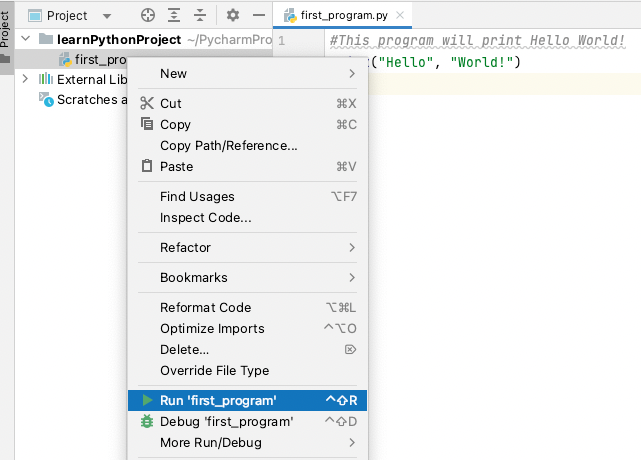 Project
Project
first_program.py
learnPythonProject ~/PycharmPro
1
#This program will print Hello World!
first_pro
("Hello", "World!")
External Lib
Scratches a
New
Cut ⌘X
Copy ⌘C
Copy Path/Reference...
Paste ⌘V
Find Usages ⌥F7
Inspect Code...
Refactor
Bookmarks
Reformat Code ⌥⌘L
Optimize Imports ^⌥O
Delete...
Override File Type
Run 'first_program' ^⇧R
Debug 'first_program' ^⇧D
More Run/Debug